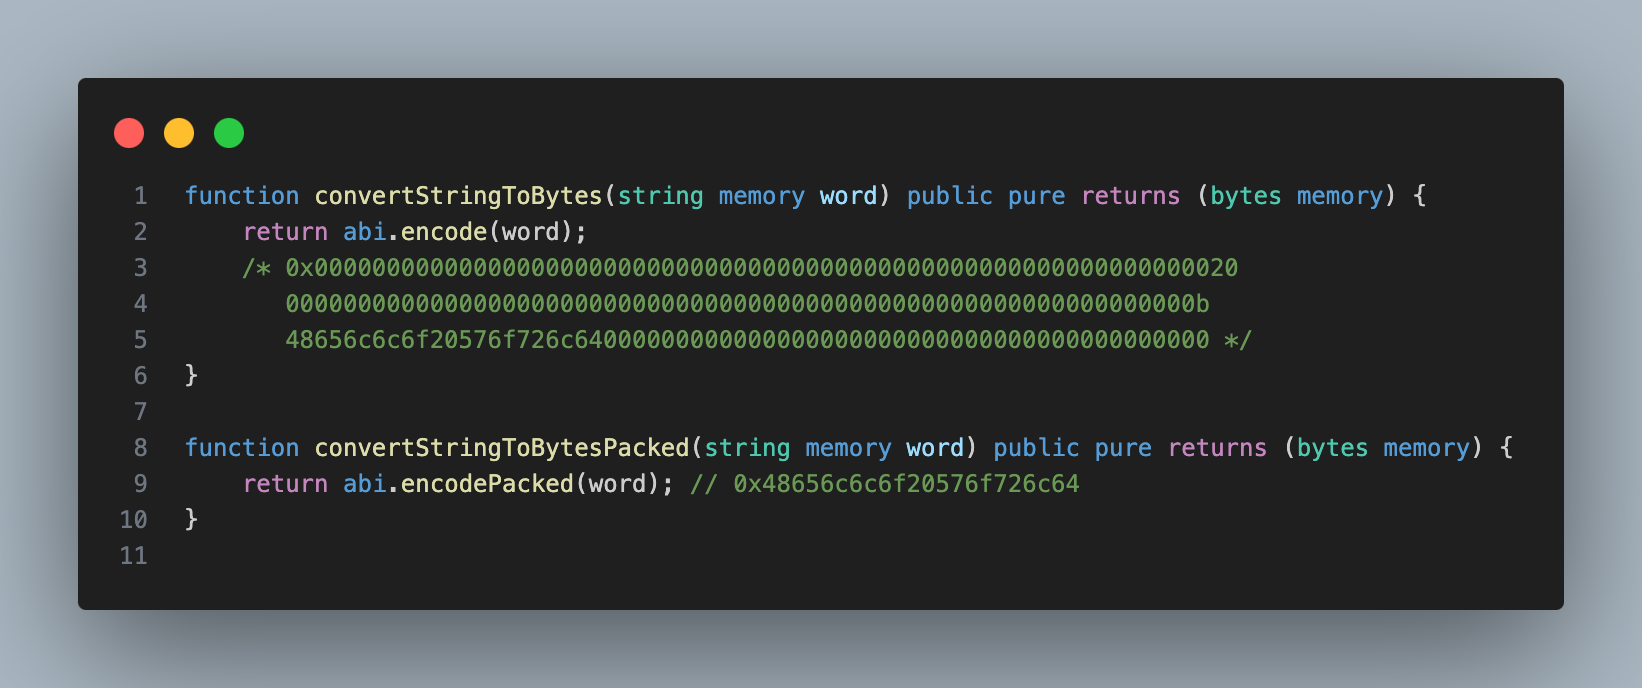 1 function convertStringToBytes(string memory word) public pure returns (bytes memory) {
2     return abi.encode(word);
3     /* 0x0000000000000000000000000000000000000000000000000000000000000020
4        000000000000000000000000000000000000000000000000000000000000000b
5        48656c6c6f20576f726c64000000000000000000000000000000000000000000 */
6 }
7
8 function convertStringToBytesPacked(string memory word) public pure returns (bytes memory) {
9     return abi.encodePacked(word); // 0x48656c6c6f20576f726c64
10 }
11